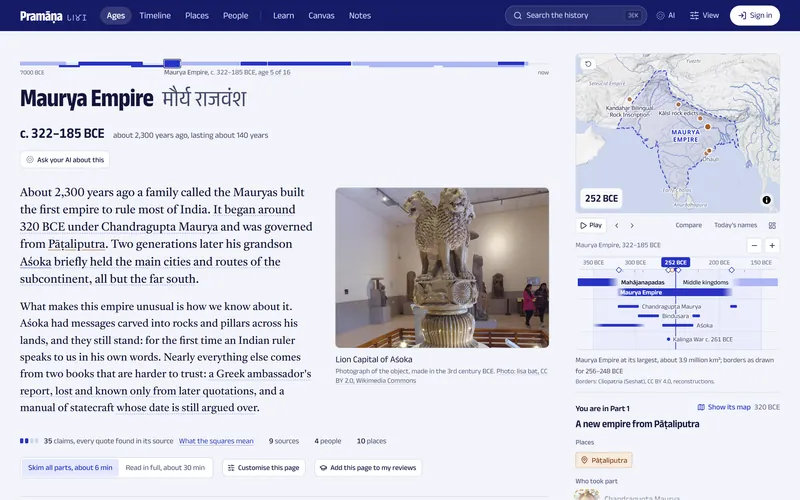 Pramāṇa
Ages
Timeline
Places
People
Learn
Canvas
Notes
Search the history
⌘K
AI
View
Sign in
7000 BCE
Maurya Empire, c. 322–185 BCE, age 5 of 16
now
Maurya Empire मौर्य राजवंश
c. 322–185 BCE about 2,300 years ago, lasting about 140 years
Ask your AI about this
About 2,300 years ago a family called the Mauryas built
the first empire to rule most of India. It began around
320 BCE under Chandragupta Maurya and was governed
from Pāṭaliputra. Two generations later his grandson
Aśoka briefly held the main cities and routes of the
subcontinent, all but the far south.
What makes this empire unusual is how we know about it.
Aśoka had messages carved into rocks and pillars across his
lands, and they still stand: for the first time an Indian ruler
speaks to us in his own words. Nearly everything else comes
from two books that are harder to trust: a Greek ambassador's
report, lost and known only from later quotations, and a
manual of statecraft whose date is still argued over.
Lion Capital of Aśoka
Photograph of the object, made in the 3rd century BCE. Photo: lisa bat, CC
BY 2.0, Wikimedia Commons
35 claims, every quote found in its source
What the squares mean
9 sources
4 people
10 places
Skim all parts, about 6 min
Read in full, about 30 min
Customise this page
Add this page to my reviews
Yuezhi
Seleucid Empire
Kandahar Bilingual
Rock Inscription
Kālsī rock edicts
MAURYA
EMPIRE
Dhauli
Early Cholas
Anuradhapura
252 BCE
Play
Compare
Today's names
Maurya Empire, 322–185 BCE
350 BCE
300 BCE
252 BCE
200 BCE
150 BCE
Mahājanapadas
Middle kingdoms
Maurya Empire
Chandragupta Maurya
Bindusāra
Aśoka
Kalinga War c. 261 BCE
Maurya Empire at its largest, about 3.9 million km²; borders as drawn
for 256–248 BCE
Borders: Cliopatria (Seshat), CC BY 4.0, reconstructions.
You are in Part 1
Show its map
320 BCE
A new empire from Pāṭaliputra
Places
Pāṭaliputra
Who took part
Chandragupta Maurya